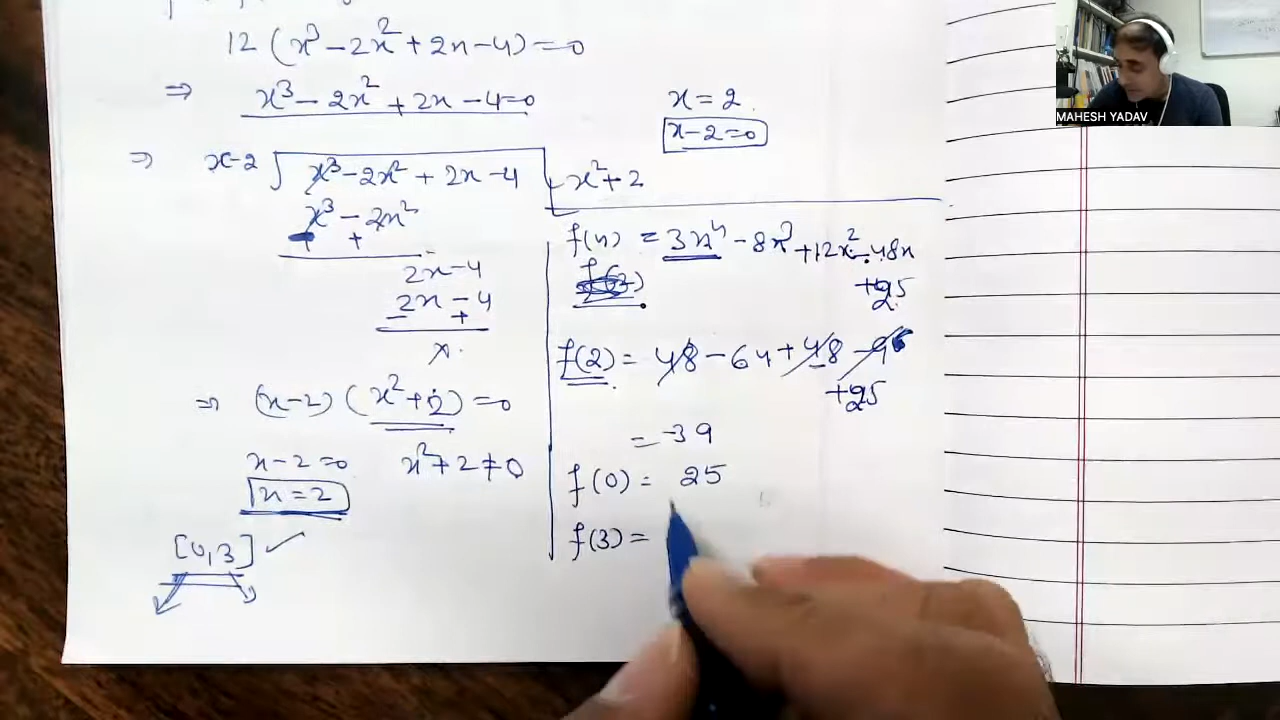 12 (x³ - 2x² + 2x - 4) = 0
⇒ x³ - 2x² + 2x - 4 = 0
x = 2
x - 2 = 0
MAHESH YADAV
⇒ x - 2 ) x³ - 2x² + 2x - 4 ( x² + 2
x³ - 2x²
- +
2x - 4
2x - 4
- +
x
⇒ (x - 2) (x² + 2) = 0
x - 2 = 0 x² + 2 ≠ 0
x = 2
[0, 3] ✓
f(x) = 3x⁴ - 8x³ + 12x² - 48x
+ 25
f(2) = 48 - 64 + 48 - 96
+ 25
= -39
f(0) = 25
f(3) =